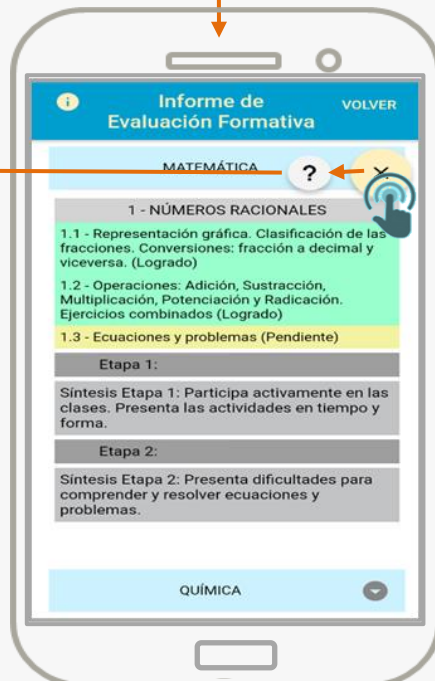 Informe de
Evaluación Formativa
VOLVER
MATEMÁTICA
?
1 - NÚMEROS RACIONALES
1.1 - Representación gráfica. Clasificación de las
fracciones. Conversiones: fracción a decimal y
viceversa. (Logrado)
1.2 - Operaciones: Adición, Sustracción,
Multiplicación, Potenciación y Radicación.
Ejercicios combinados (Logrado)
1.3 - Ecuaciones y problemas (Pendiente)
Etapa 1:
Síntesis Etapa 1: Participa activamente en las
clases. Presenta las actividades en tiempo y
forma.
Etapa 2:
Síntesis Etapa 2: Presenta dificultades para
comprender y resolver ecuaciones y
problemas.
QUÍMICA